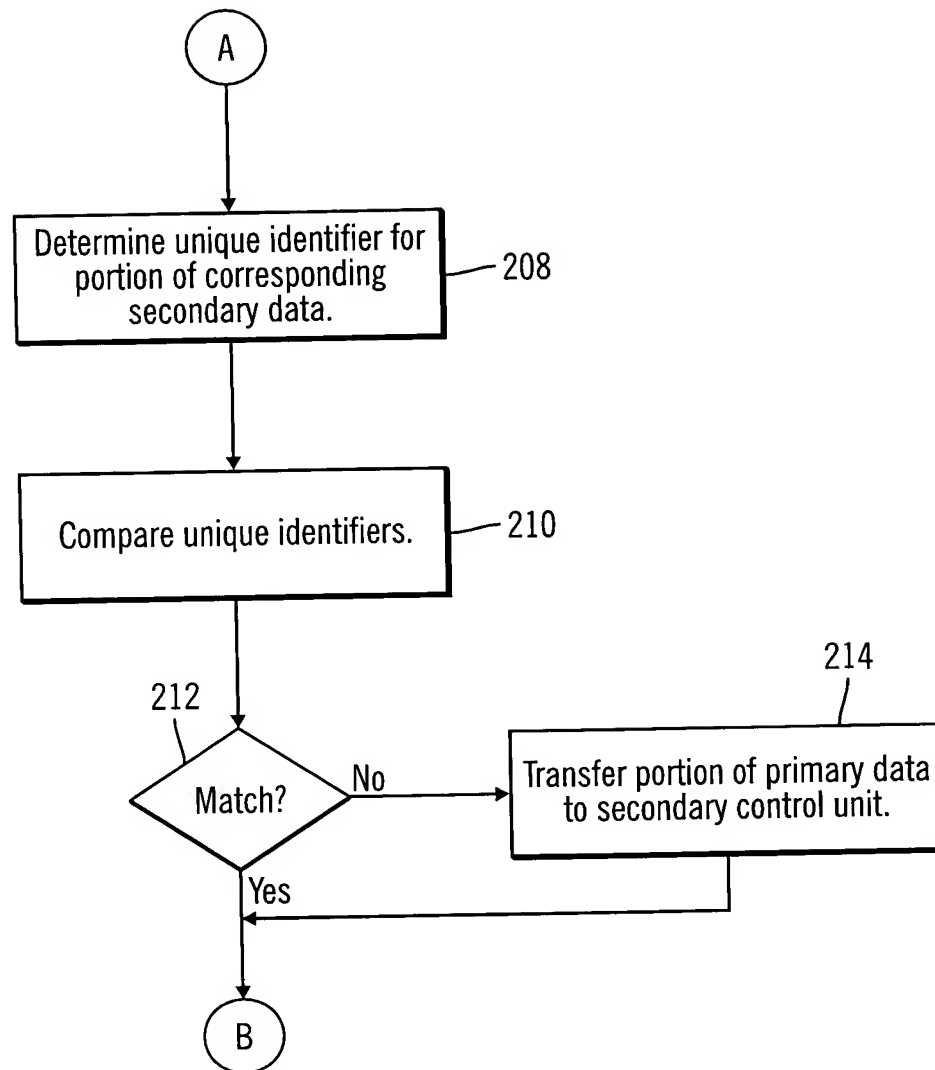 A
Determine unique identifier for
portion of corresponding
secondary data.
208
Compare unique identifiers.
210
212
Match?
No
214
Transfer portion of primary data
to secondary control unit.
Yes
B